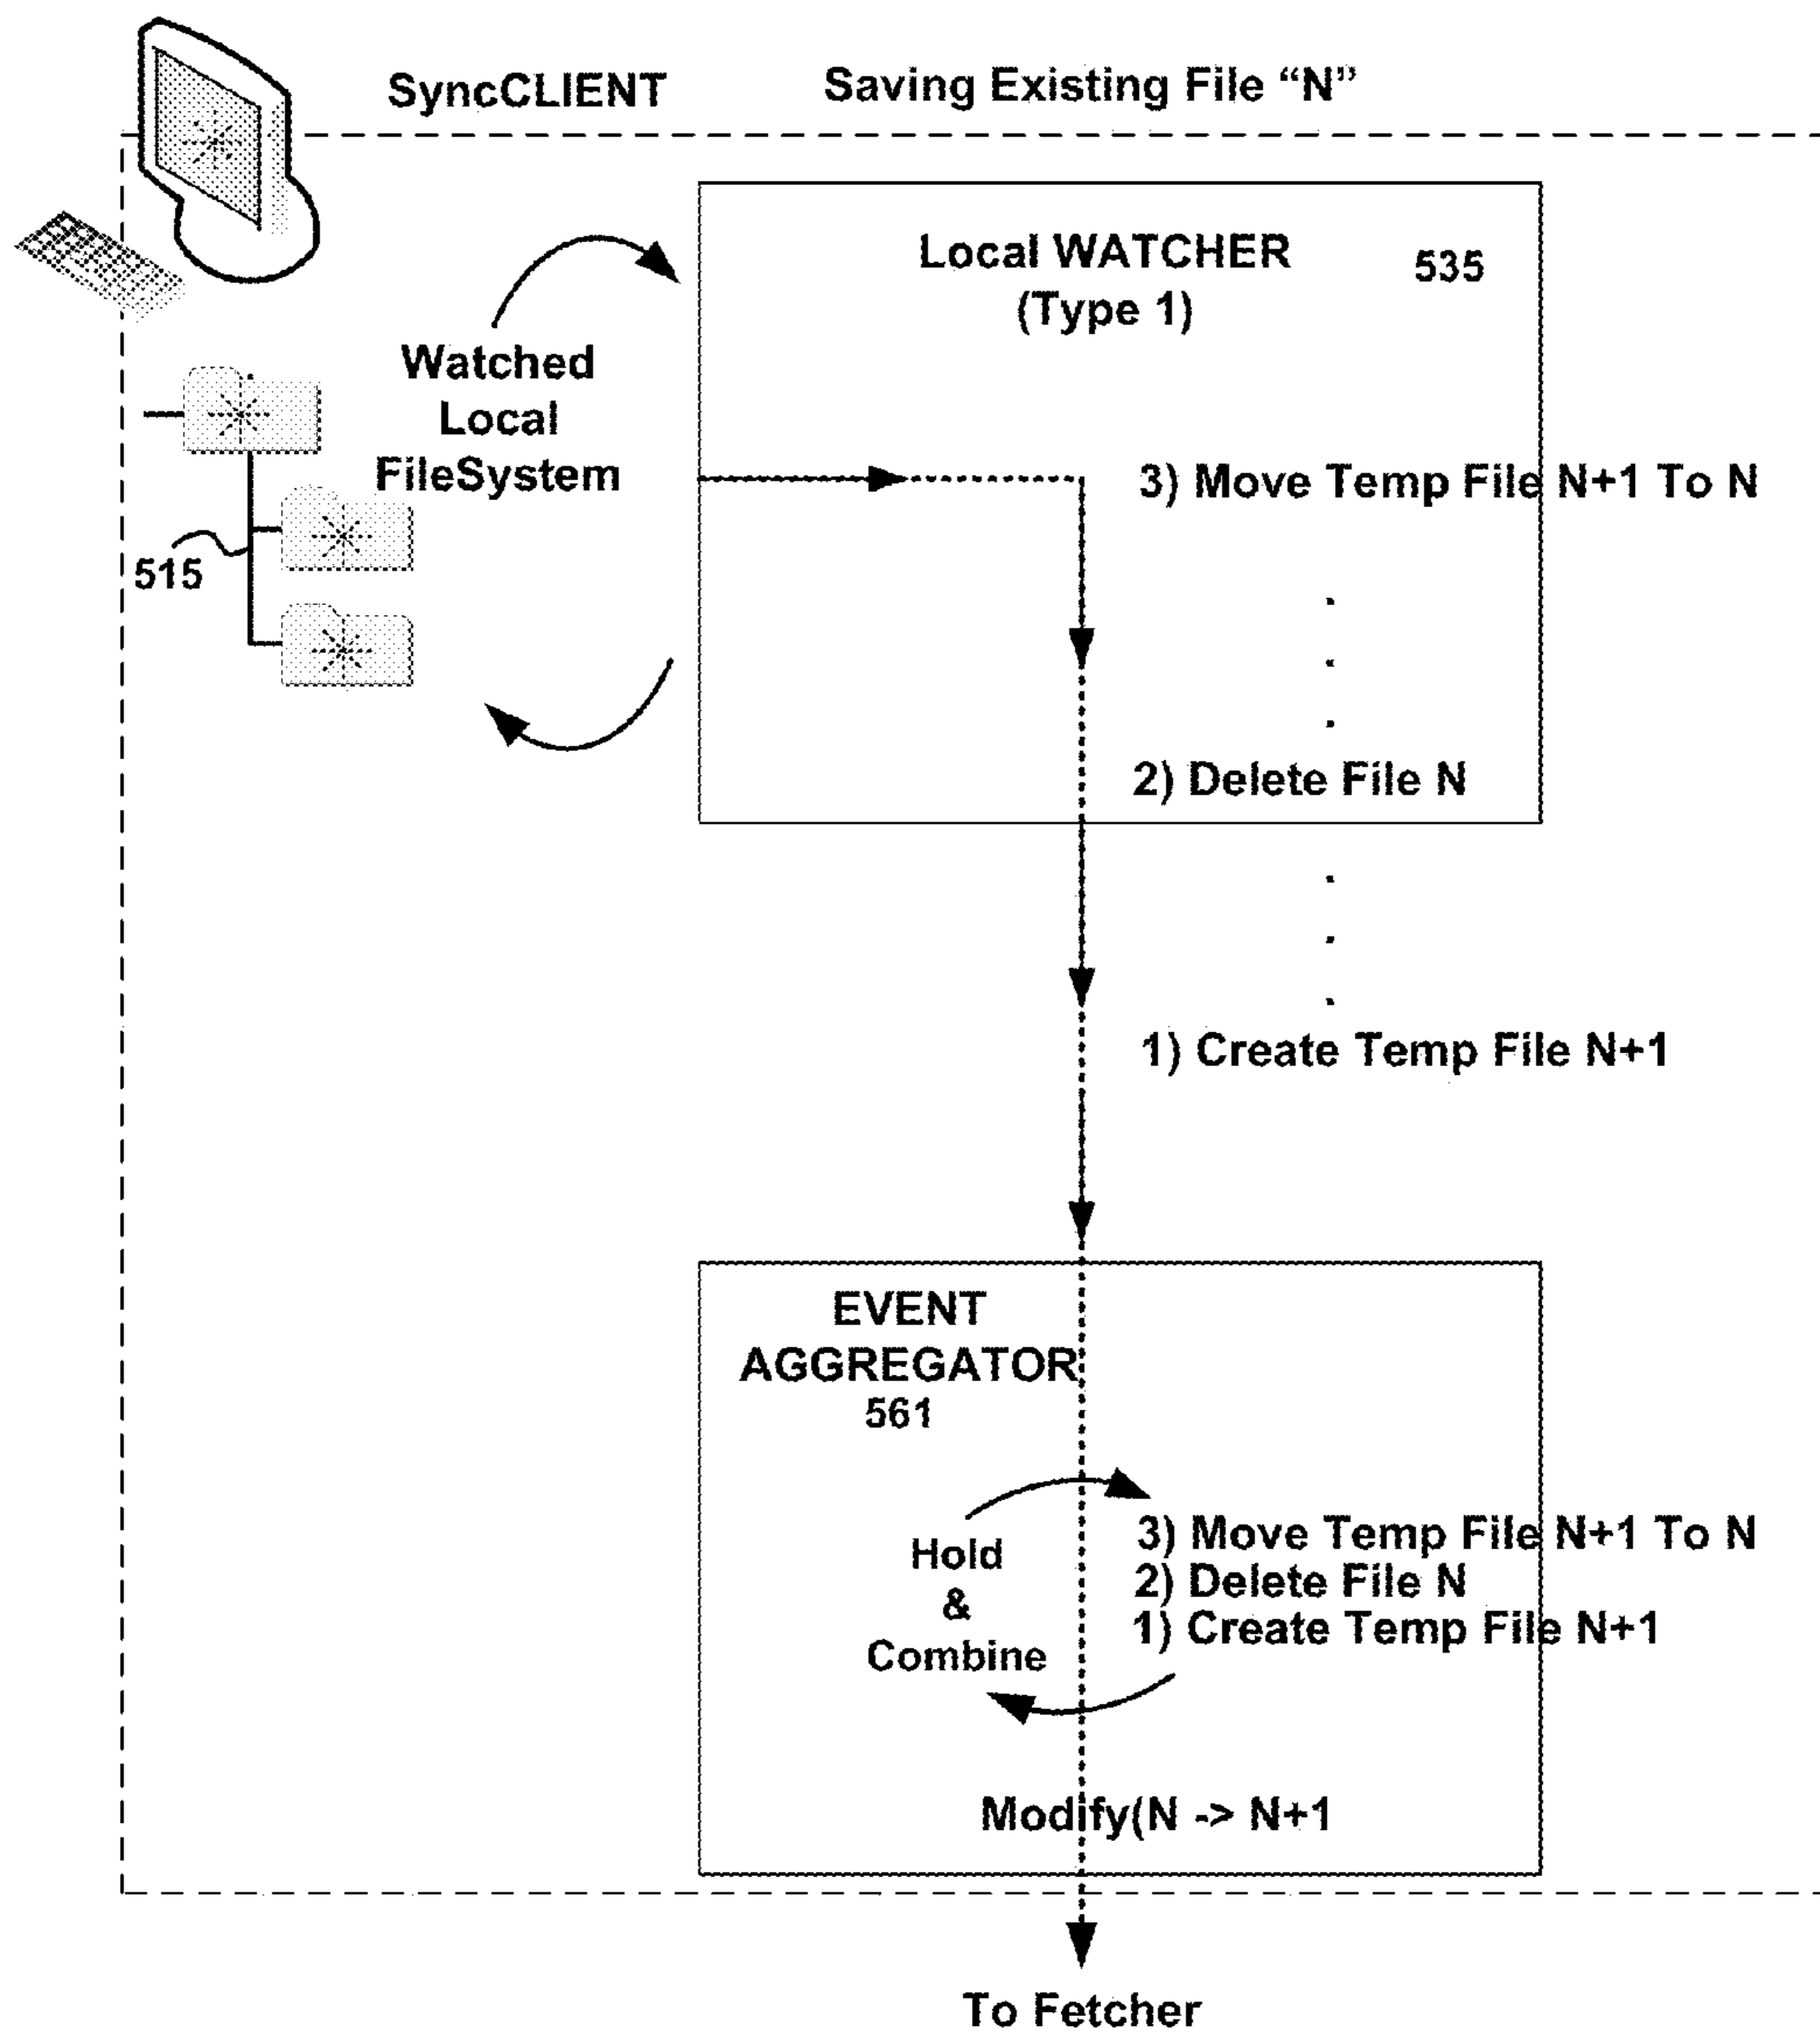 SyncCLIENT
Saving Existing File “N”
Local WATCHER
(Type 1)
535
Watched
Local
FileSystem
515
3) Move Temp File N+1 To N
2) Delete File N
1) Create Temp File N+1
EVENT
AGGREGATOR
561
Hold
&
Combine
3) Move Temp File N+1 To N
2) Delete File N
1) Create Temp File N+1
Modify(N -> N+1
To Fetcher